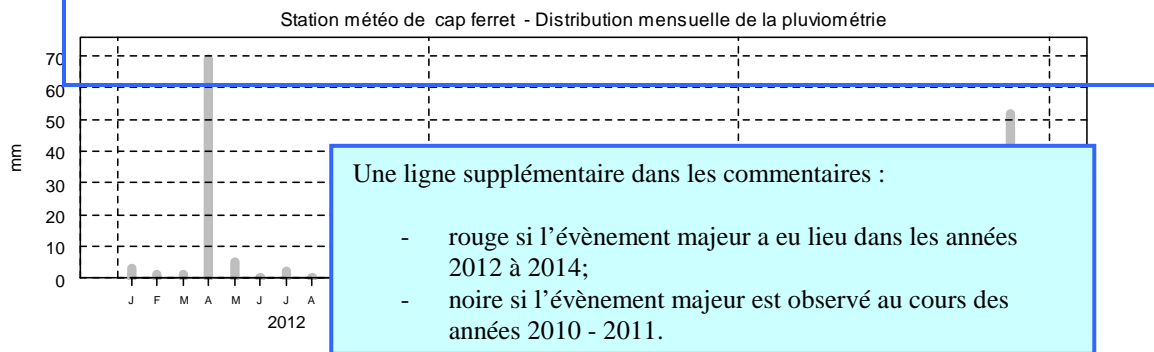 Station météo de cap ferret - Distribution mensuelle de la pluviométrie
70
60
50
40
30
20
10
0
mm
J F M A M J J A
2012
Une ligne supplémentaire dans les commentaires :
- rouge si l’évènement majeur a eu lieu dans les années
2012 à 2014;
- noire si l’évènement majeur est observé au cours des
années 2010 - 2011.